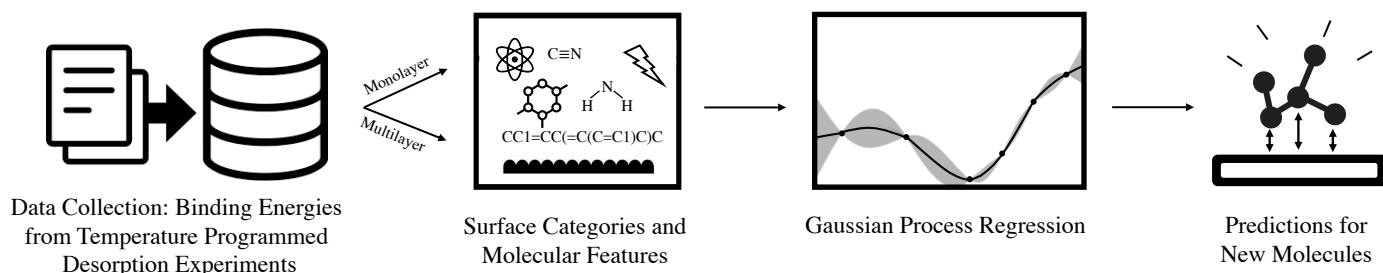 Monolayer
Multilayer
C≡N
N
H H
CC1=CC(=C(C=C1)C)C
Data Collection: Binding Energies
from Temperature Programmed
Desorption Experiments
Surface Categories and
Molecular Features
Gaussian Process Regression
Predictions for
New Molecules